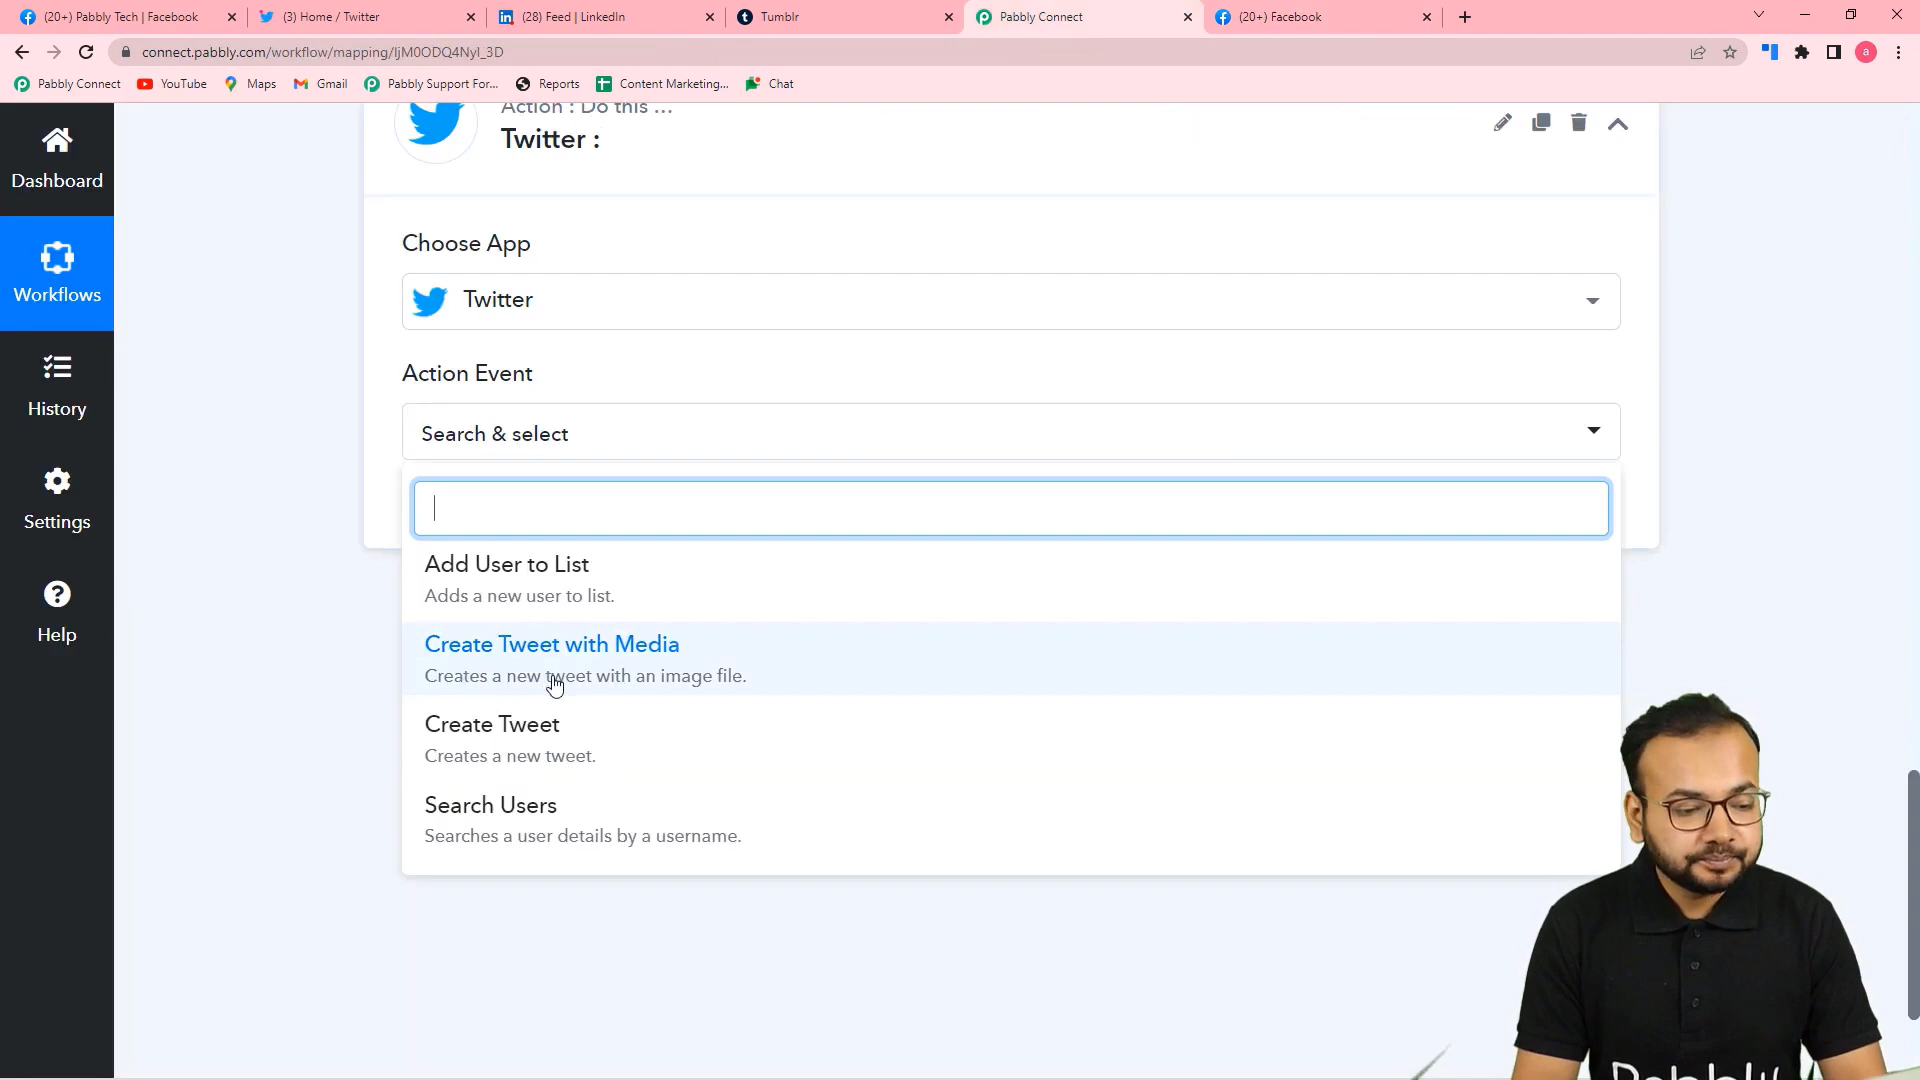 (20+) Pabbly Tech | Facebook
(3) Home / Twitter
(28) Feed | LinkedIn
Tumblr
Pabbly Connect
(20+) Facebook
connect.pabbly.com/workflow/mapping/IjM0ODQ4NyI_3D
a
Pabbly Connect
YouTube
Maps
Gmail
Pabbly Support For...
Reports
Content Marketing...
Chat
Dashboard
Workflows
History
Settings
Help
Action : Do this ...
Twitter :
Choose App
Twitter
Action Event
Search & select
Add User to List
Adds a new user to list.
Create Tweet with Media
Creates a new tweet with an image file.
Create Tweet
Creates a new tweet.
Search Users
Searches a user details by a username.
Pabbly